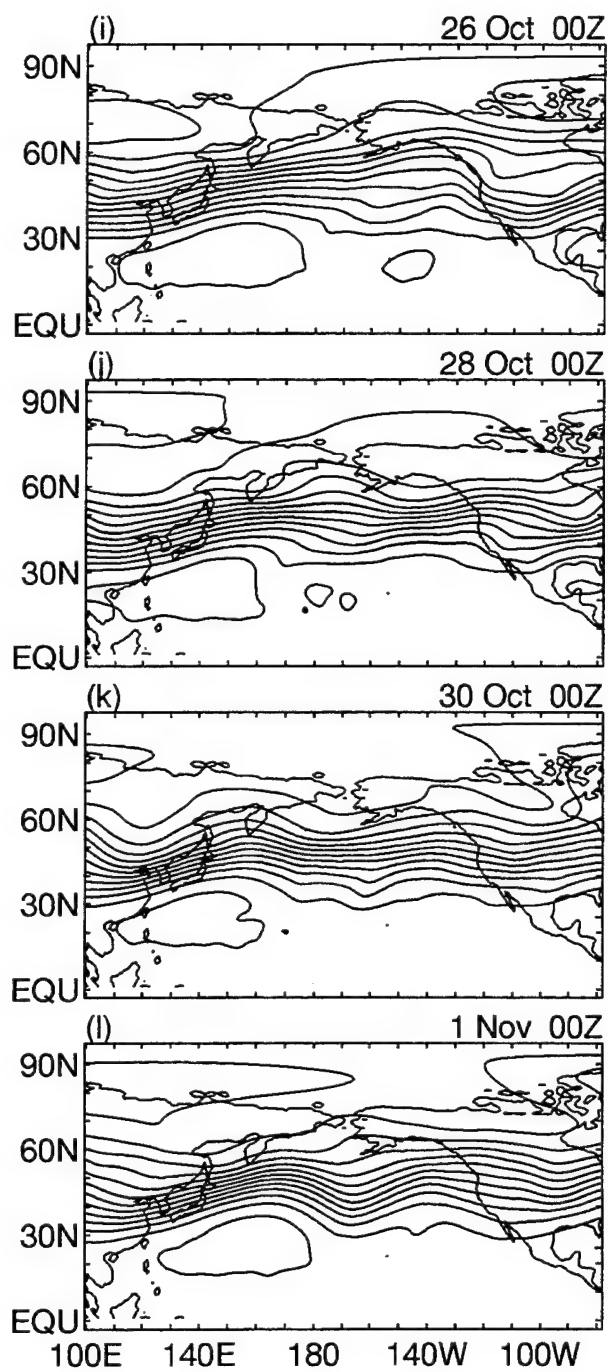 (i) 26 Oct 00Z
90N
60N
30N
EQU
(j) 28 Oct 00Z
90N
60N
30N
EQU
(k) 30 Oct 00Z
90N
60N
30N
EQU
(l) 1 Nov 00Z
90N
60N
30N
EQU
100E 140E 180 140W 100W